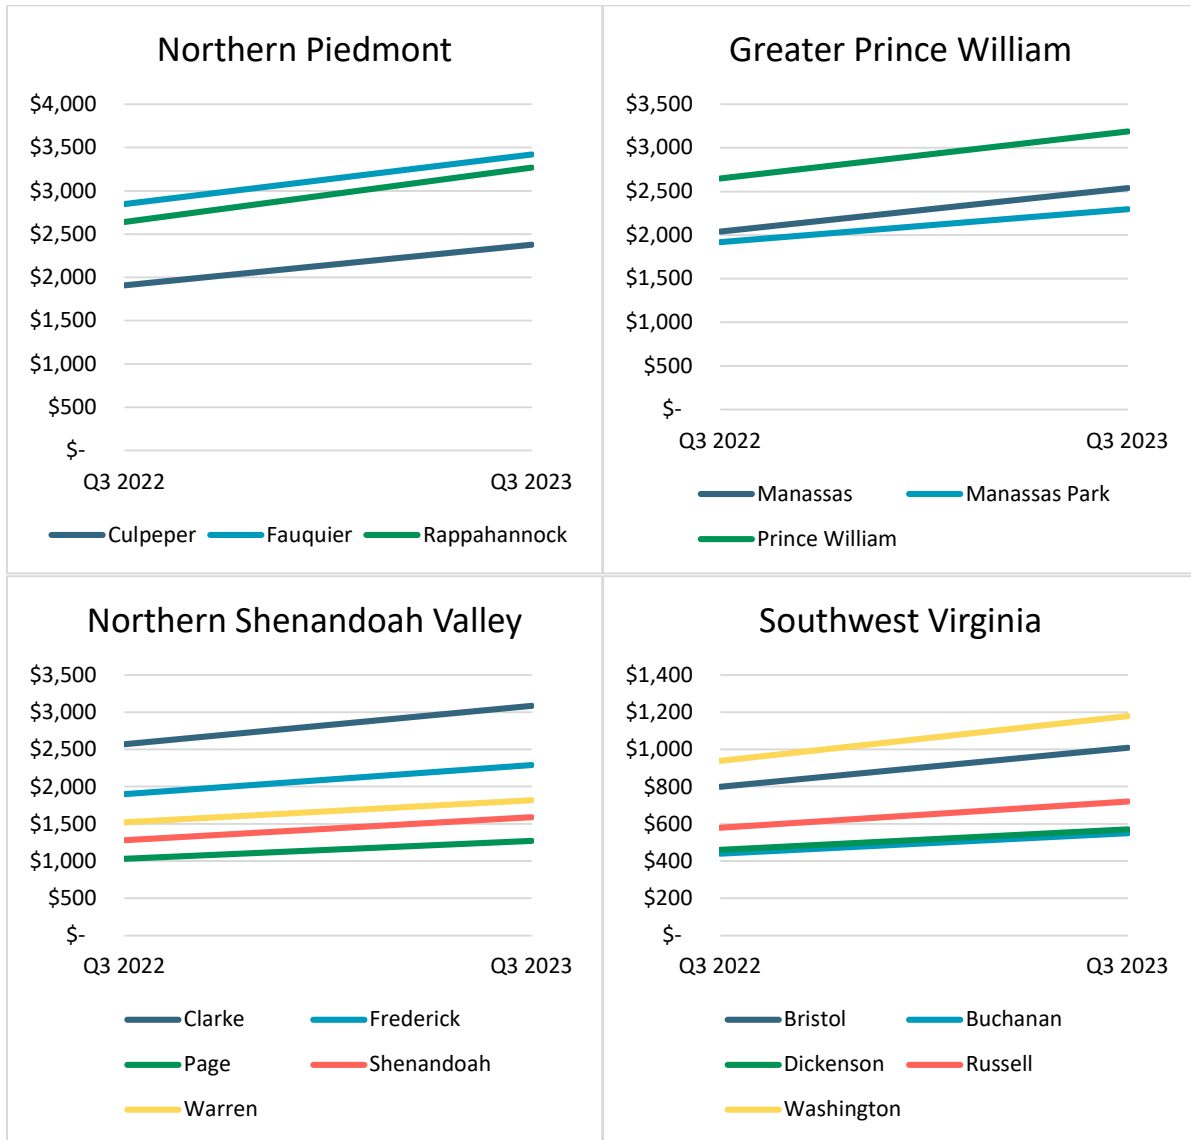 Northern Piedmont
$4,000
$3,500
$3,000
$2,500
$2,000
$1,500
$1,000
$500
$-
Q3 2022 Q3 2023
Culpeper Fauquier Rappahannock
Greater Prince William
$3,500
$3,000
$2,500
$2,000
$1,500
$1,000
$500
$-
Q3 2022 Q3 2023
Manassas Manassas Park
Prince William
Northern Shenandoah Valley
$3,500
$3,000
$2,500
$2,000
$1,500
$1,000
$500
$-
Q3 2022 Q3 2023
Clarke Frederick
Page Shenandoah
Warren
Southwest Virginia
$1,400
$1,200
$1,000
$800
$600
$400
$200
$-
Q3 2022 Q3 2023
Bristol Buchanan
Dickenson Russell
Washington